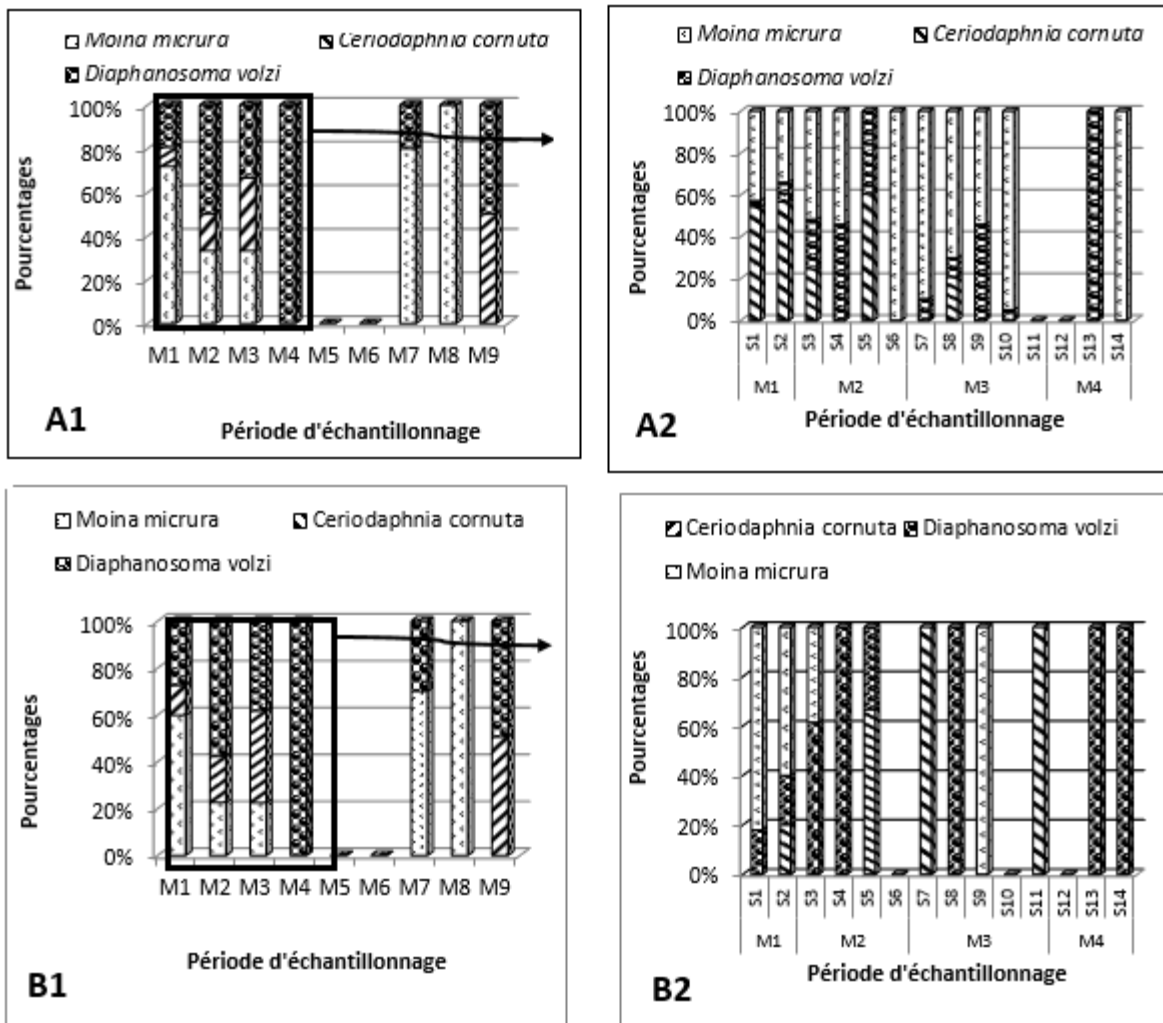 Moina micrura Ceriodaphnia cornuta
Diaphanosoma volzi
100%
80%
60%
40%
20%
0%
Pourcentages
M1 M2 M3 M4 M5 M6 M7 M8 M9
A1
Période d'échantillonnage
Moina micrura Ceriodaphnia cornuta
Diaphanosoma volzi
100%
80%
60%
40%
20%
0%
Pourcentages
S1 S2 S3 S4 S5 S6 S7 S8 S9 S10 S11 S12 S13 S14
M1 M2 M3 M4
Période d'échantillonnage
A2
Moina micrura Ceriodaphnia cornuta
Diaphanosoma volzi
100%
80%
60%
40%
20%
0%
Pourcentages
M1 M2 M3 M4 M5 M6 M7 M8 M9
Période d'échantillonnage
B1
Ceriodaphnia cornuta Diaphanosoma volzi
Moina micrura
100%
80%
60%
40%
20%
0%
Pourcentages
S1 S2 S3 S4 S5 S6 S7 S8 S9 S10 S11 S12 S13 S14
M1 M2 M3 M4
Période d'échantillonnage
B2